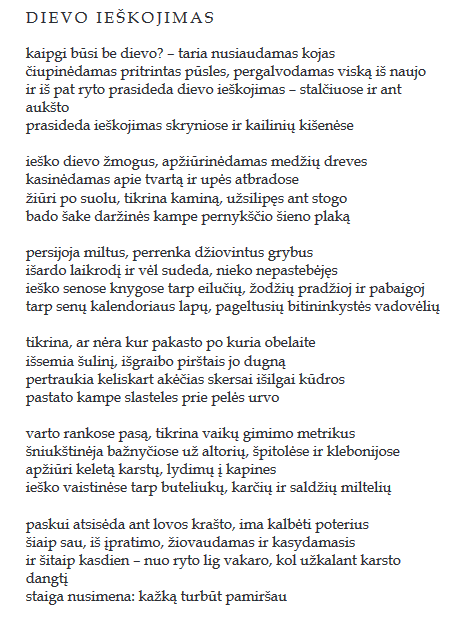 DIEVO IEŠKOJIMAS
kaipgi būsi be dievo? – taria nusiaudamas kojas
čiupinėdamas pritrintas pūsles, pergalvodamas viską iš naujo
ir iš pat ryto prasideda dievo ieškojimas – stalčiuose ir ant
aukšto
prasideda ieškojimas skryniose ir kailinių kišenėse
ieško dievo žmogus, apžiūrinėdamas medžių dreves
kasinėdamas apie tvartą ir upės atbradose
žiūri po suolu, tikrina kaminą, užsilipęs ant stogo
bado šake daržinės kampe pernykščio šieno plaką
persijoja miltus, perrenka džiovintus grybus
išardo laikrodį ir vėl sudeda, nieko nepastebėjęs
ieško senose knygose tarp eilučių, žodžių pradžioj ir pabaigoj
tarp senų kalendoriaus lapų, pageltusių bitininkystės vadovėlių
tikrina, ar nėra kur pakasto po kuria obelaite
išsemia šulinį, išgraibo pirštais jo dugną
pertraukia keliskart akėčias skersai išilgai kūdros
pastato kampe slasteles prie pelės urvo
varto rankose pasą, tikrina vaikų gimimo metrikus
šniukštinėja bažnyčiose už altorių, špitolėse ir klebonijose
apžiūri keletą karstų, lydimų į kapines
ieško vaistinėse tarp buteliukų, karčių ir saldžių miltelių
paskui atsisėda ant lovos krašto, ima kalbėti poterius
šiaip sau, iš įpratimo, žiovaudamas ir kasydamasis
ir šitaip kasdien – nuo ryto lig vakaro, kol užkalant karsto
dangtį
staiga nusimena: kažką turbūt pamiršau